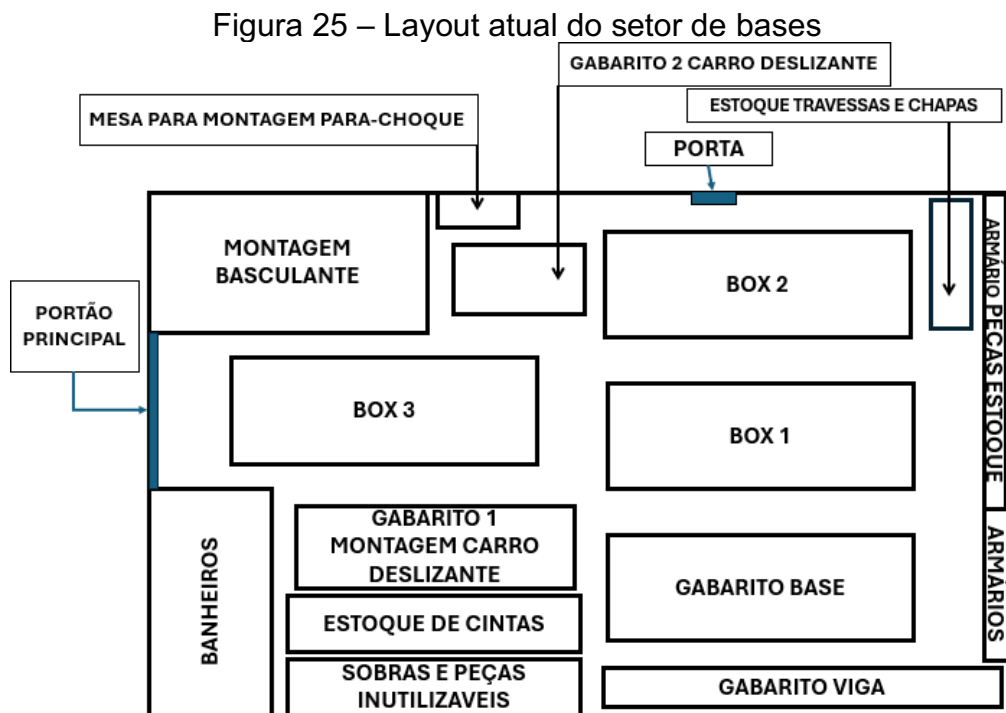 Figura 25 – Layout atual do setor de bases
GABARITO 2 CARRO DESLIZANTE
MESA PARA MONTAGEM PARA-CHOQUE
ESTOQUE TRAVESSAS E CHAPAS
PORTA
MONTAGEM
BASCULANTE
BOX 2
ARMÁRIO PEÇAS ESTOQUE
PORTÃO
PRINCIPAL
BOX 3
BOX 1
GABARITO 1
MONTAGEM CARRO
DESLIZANTE
BANHEIROS
GABARITO BASE
ARMÁRIOS
ESTOQUE DE CINTAS
SOBRAS E PEÇAS
INUTILIZAVEIS
GABARITO VIGA